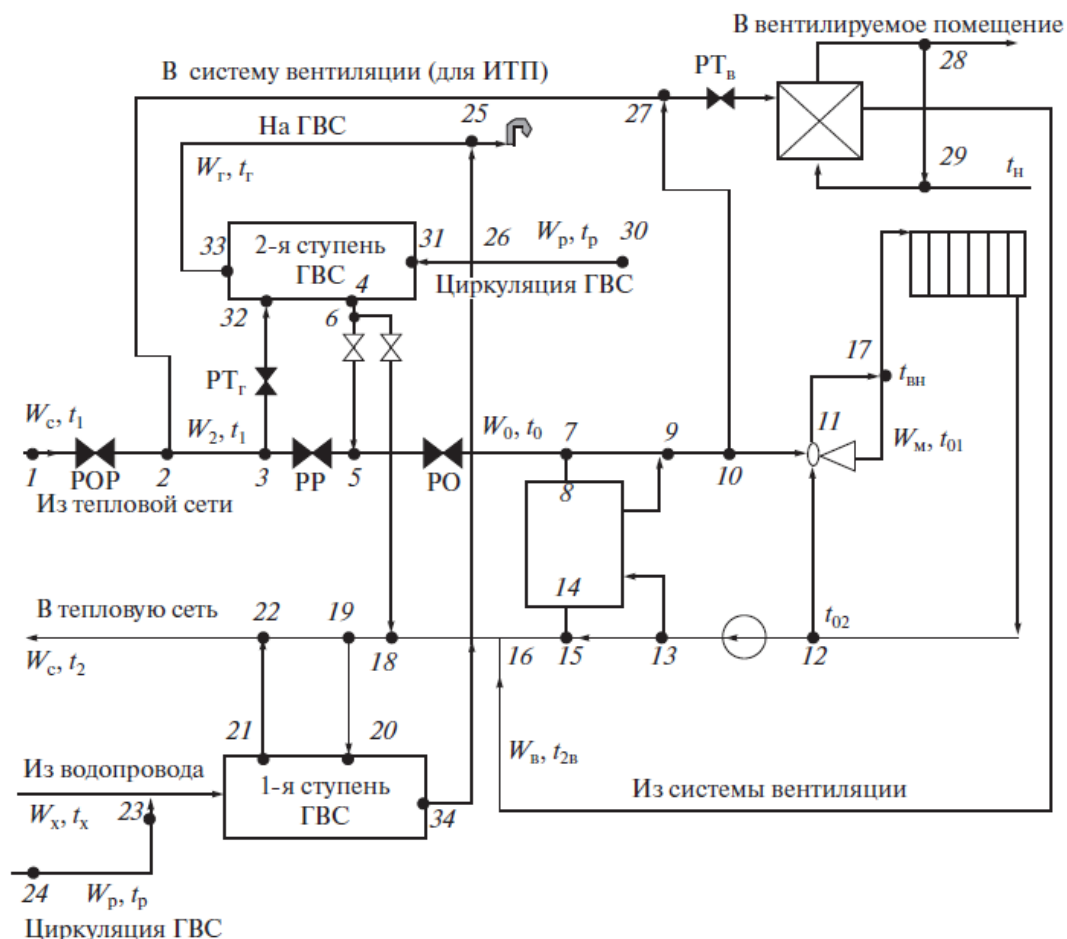 В вентилируемое помещение
28
В систему вентиляции (для ИТП)
РТв
25
27
На ГВС
29
tн
Wг, tг
33
2-я ступень
ГВС
31
26
Wр, tр
30
4
Циркуляция ГВС
32
6
17
РТг
tвн
Wс, t1
W2, t1
W0, t0
7
9
11
Wм, t01
1
РОР
2
3
РР
5
РО
10
Из тепловой сети
8
14
В тепловую сеть
22
19
t02
Wс, t2
18
16
15
13
12
21
20
Wв, t2в
Из водопровода
1-я ступень
ГВС
Из системы вентиляции
Wх, tх
23
34
24
Wр, tр
Циркуляция ГВС